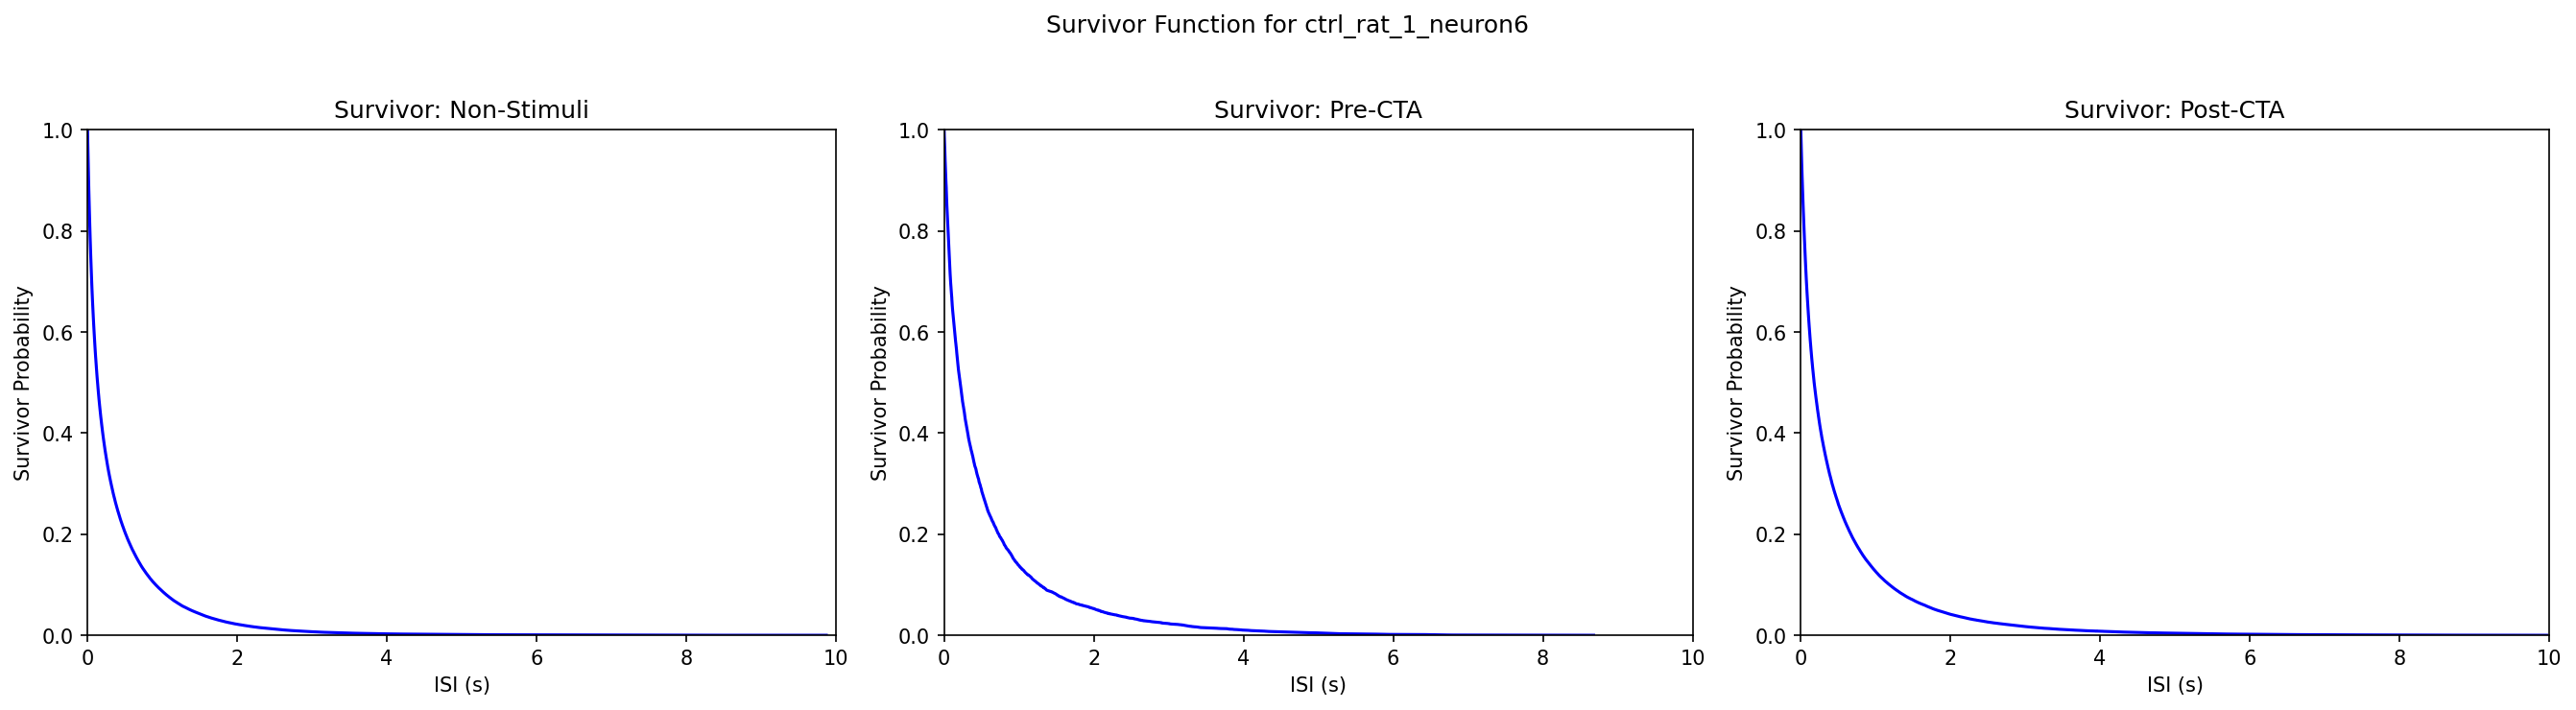 Survivor Function for ctrl_rat_1_neuron6
Survivor: Non-Stimuli
1.0
0.8
0.6
0.4
0.2
0.0
Survivor Probability
0 2 4 6 8 10
ISI (s)
Survivor: Pre-CTA
1.0
0.8
0.6
0.4
0.2
0.0
Survivor Probability
0 2 4 6 8 10
ISI (s)
Survivor: Post-CTA
1.0
0.8
0.6
0.4
0.2
0.0
Survivor Probability
0 2 4 6 8 10
ISI (s)